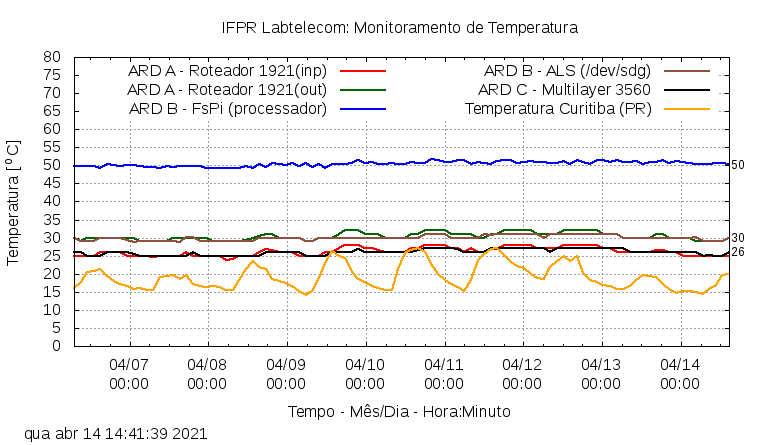 IFPR Labtelecom: Monitoramento de Temperatura
80
75
70
65
60
55
50
45
40
35
30
25
20
15
10
5
0
Temperatura [ºC]
ARD A - Roteador 1921(inp)
ARD A - Roteador 1921(out)
ARD B - FsPi (processador)
ARD B - ALS (/dev/sdg)
ARD C - Multilayer 3560
Temperatura Curitiba (PR)
50
30
26
04/07 04/08 04/09 04/10 04/11 04/12 04/13 04/14
00:00 00:00 00:00 00:00 00:00 00:00 00:00 00:00
Tempo - Mês/Dia - Hora:Minuto
qua abr 14 14:41:39 2021